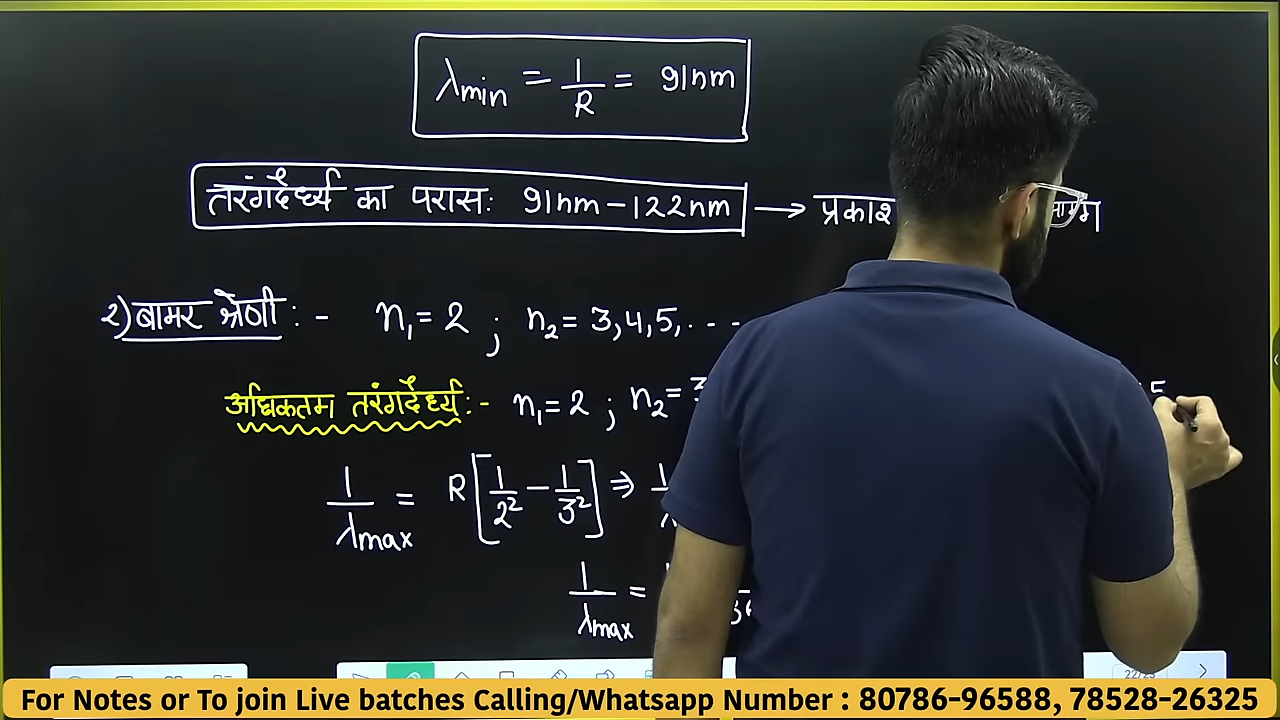 λmin = 1/R = 91nm
तरंगदैर्ध्य का परासः 91nm – 122nm → प्रकाश
2) बामर श्रेणी :- n₁ = 2 ; n₂ = 3,4,5,...
अधिकतम तरंगदैर्ध्य :- n₁ = 2 ; n₂ = 3
1/λmax = R[1/2² – 1/3²] ⇒
1/λmax =
For Notes or To join Live batches Calling/Whatsapp Number : 80786-96588, 78528-26325